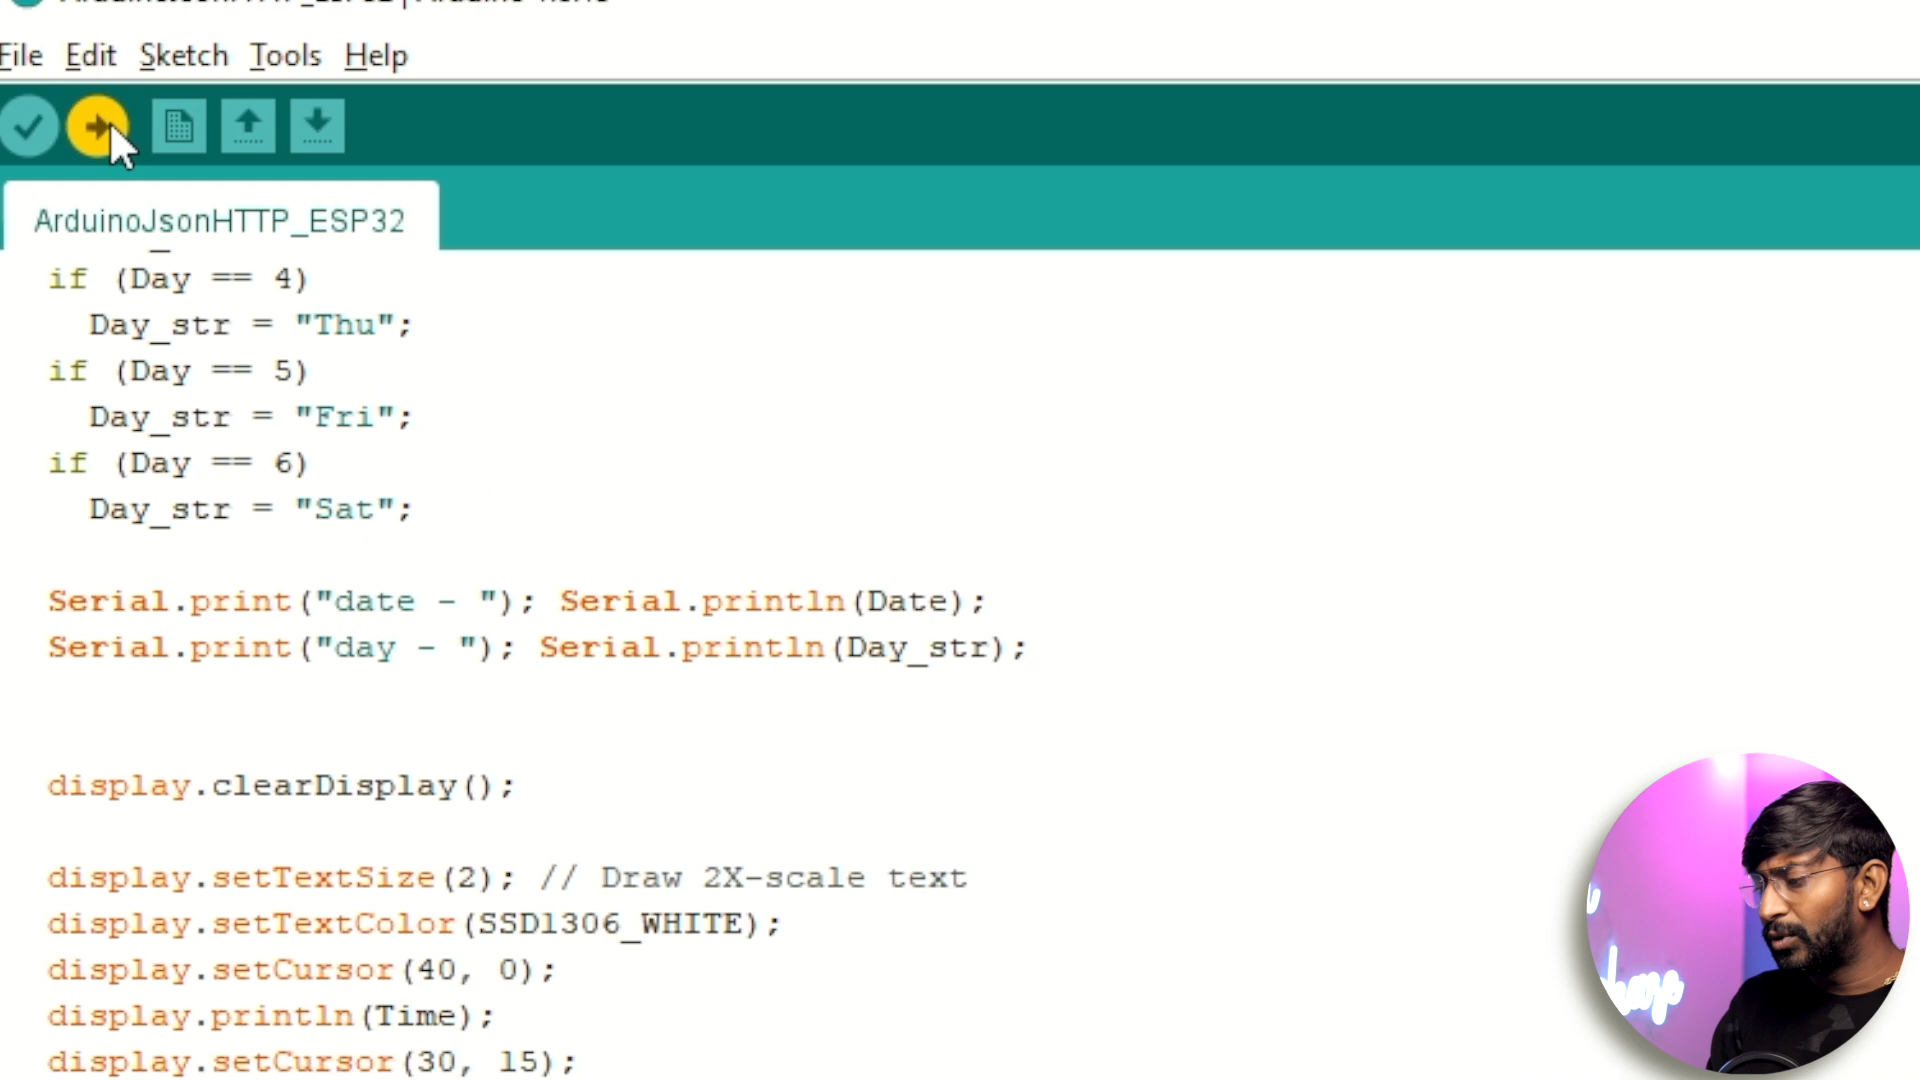 File Edit Sketch Tools Help
ArduinoJsonHTTP_ESP32
if (Day == 4)
Day_str = "Thu";
if (Day == 5)
Day_str = "Fri";
if (Day == 6)
Day_str = "Sat";
Serial.print("date - "); Serial.println(Date);
Serial.print("day - "); Serial.println(Day_str);
display.clearDisplay();
display.setTextSize(2); // Draw 2X-scale text
display.setTextColor(SSD1306_WHITE);
display.setCursor(40, 0);
display.println(Time);
display.setCursor(30, 15);